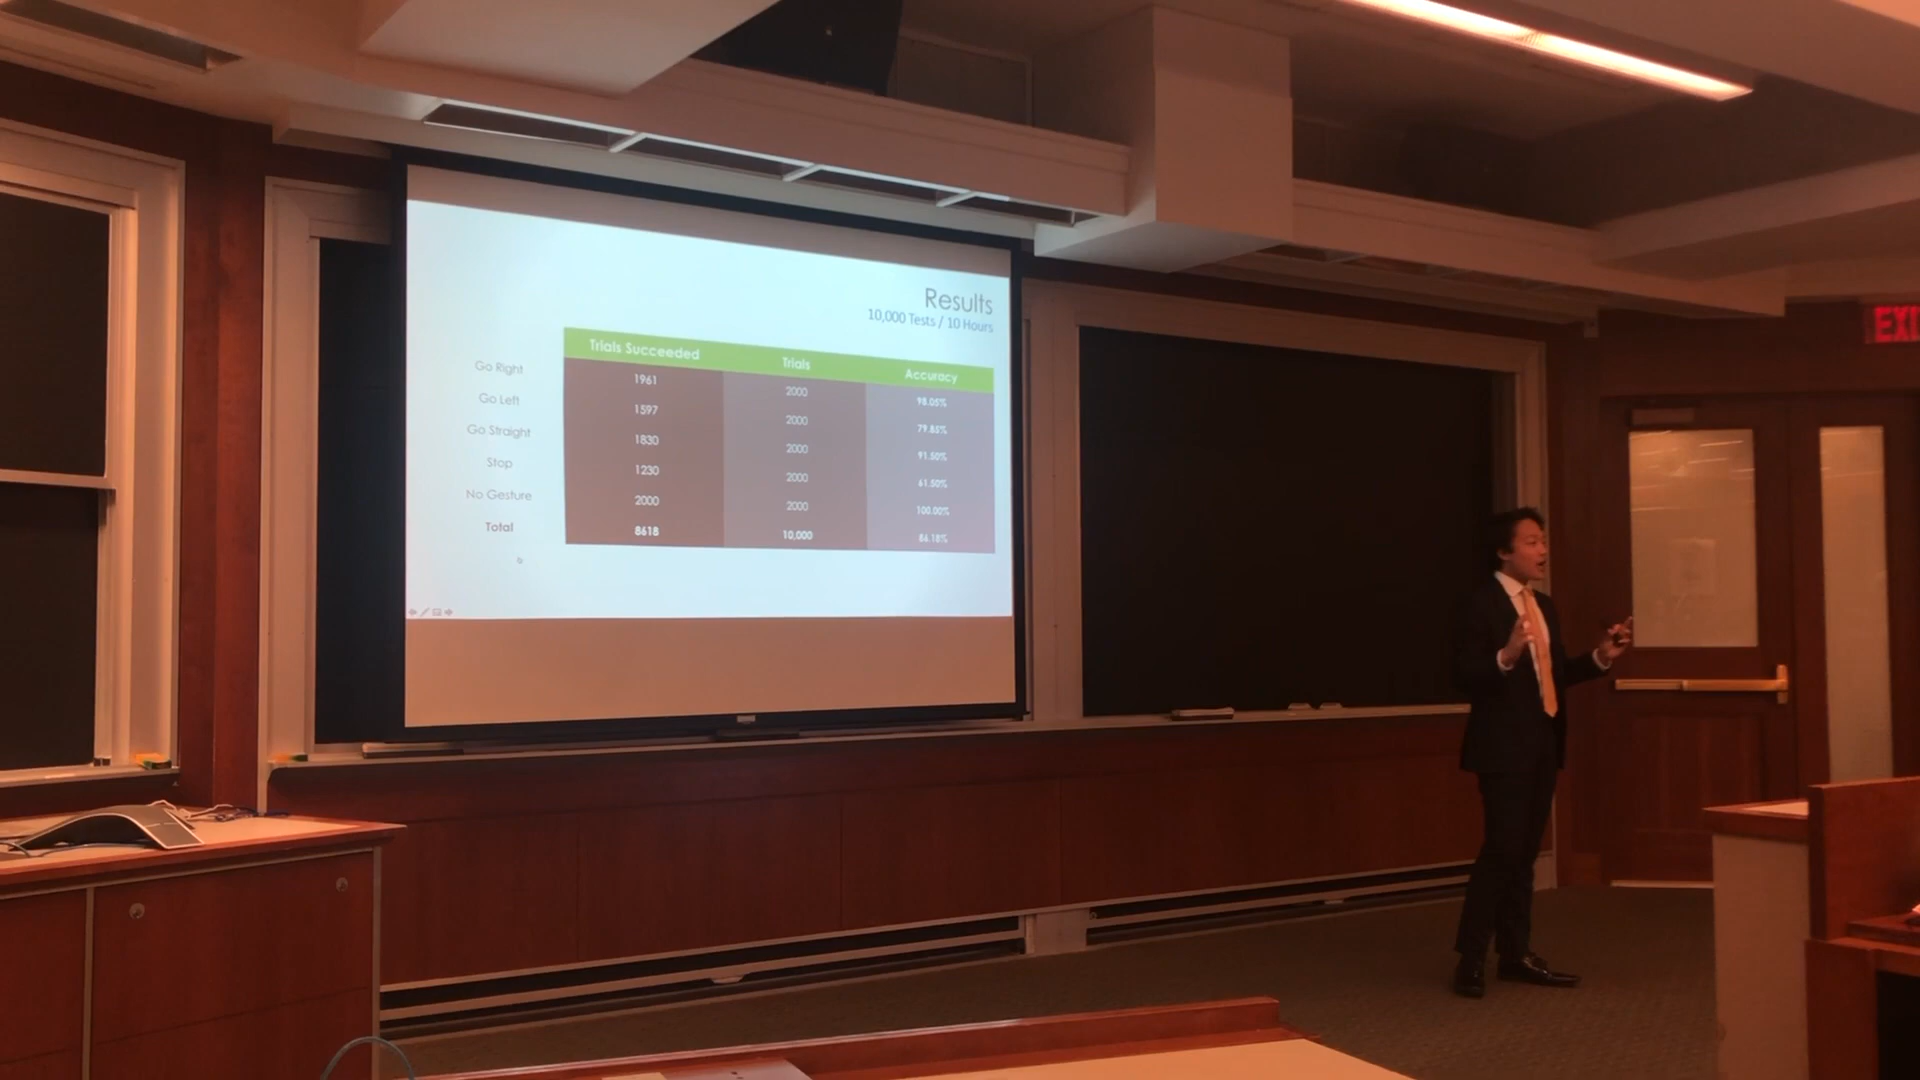 Results
10,000 Tests / 10 Hours
Trials Succeeded Trials Accuracy
Go Right 1961 2000 98.05%
Go Left 1597 2000 79.85%
Go Straight 1830 2000 91.50%
Stop 1230 2000 61.50%
No Gesture 2000 2000 100.00%
Total 8618 10,000 86.18%
EXI